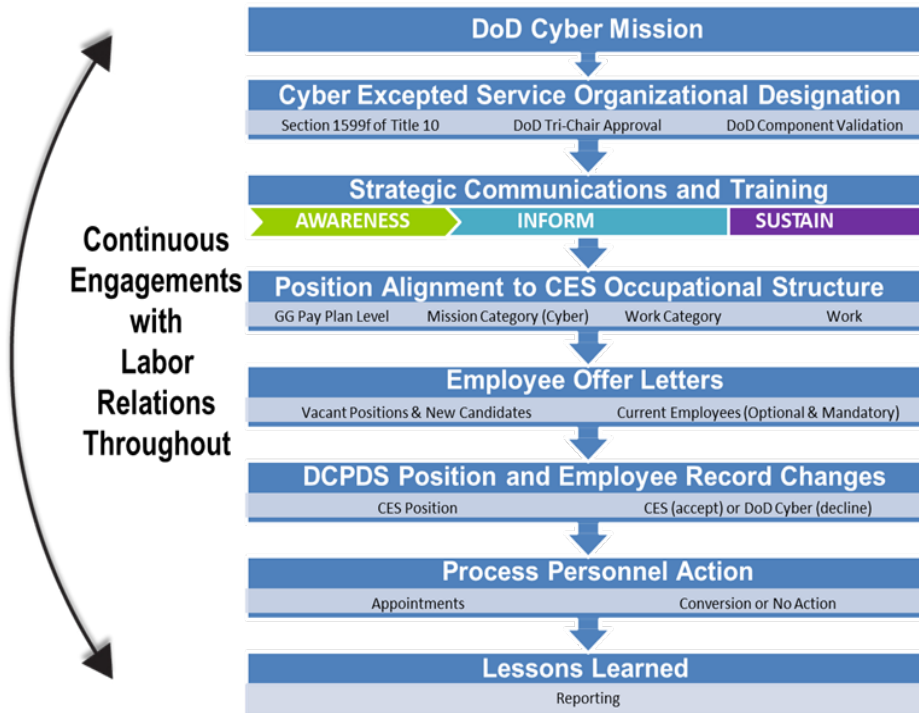 DoD Cyber Mission
Cyber Excepted Service Organizational Designation
Section 1599f of Title 10 DoD Tri-Chair Approval DoD Component Validation
Strategic Communications and Training
AWARENESS INFORM SUSTAIN
Position Alignment to CES Occupational Structure
GG Pay Plan Level Mission Category (Cyber) Work Category Work
Employee Offer Letters
Vacant Positions & New Candidates Current Employees (Optional & Mandatory)
DCPDS Position and Employee Record Changes
CES Position CES (accept) or DoD Cyber (decline)
Process Personnel Action
Appointments Conversion or No Action
Lessons Learned
Reporting
Continuous
Engagements
with
Labor
Relations
Throughout